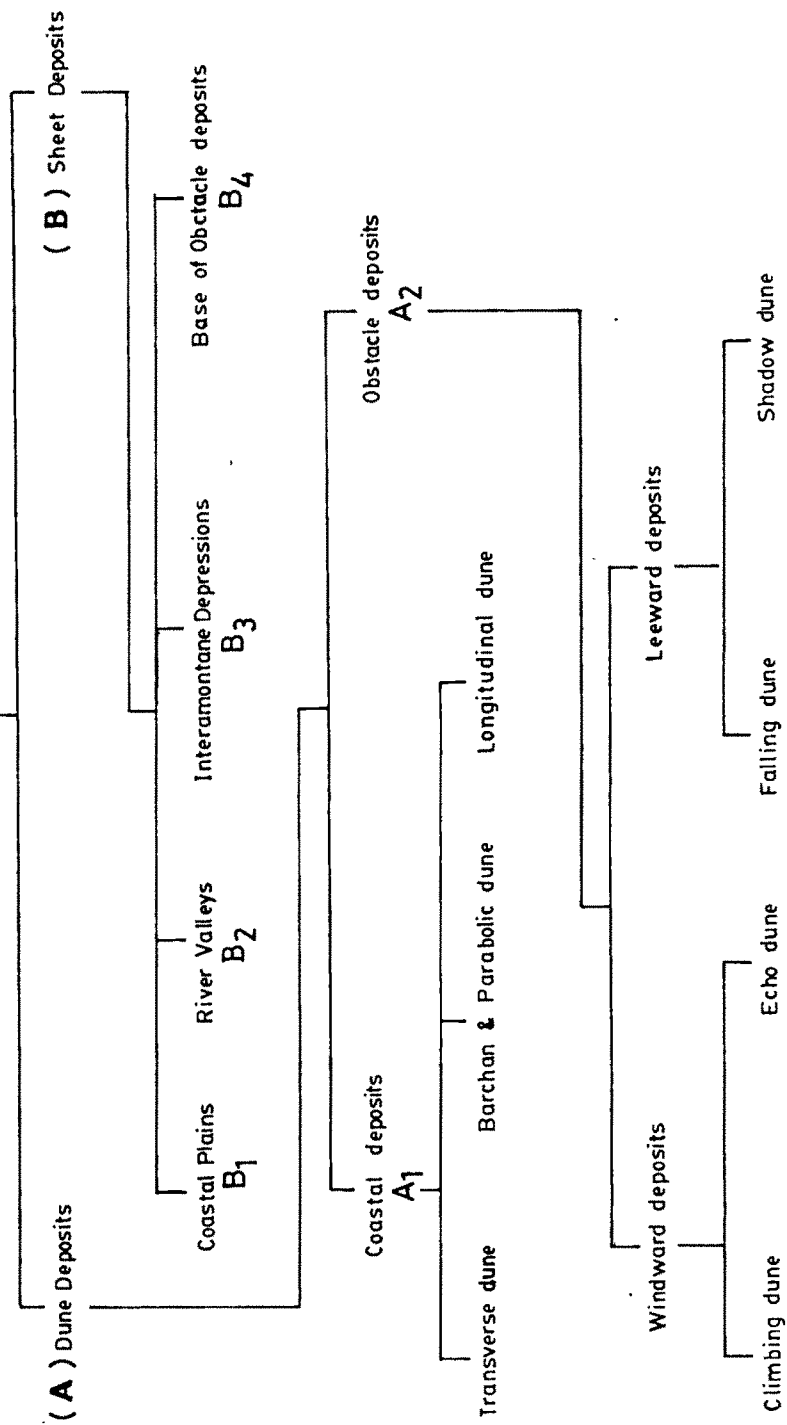 (A) Dune Deposits
(B) Sheet Deposits
Coastal Plains
B1
River Valleys
B2
Interamontane Depressions
B3
Base of Obctacle deposits
B4
Coastal deposits
A1
Obstacle deposits
A2
Transverse dune
Barchan & Parabolic dune
Longitudinal dune
Windward deposits
Leeward deposits
Climbing dune
Echo dune
Falling dune
Shadow dune